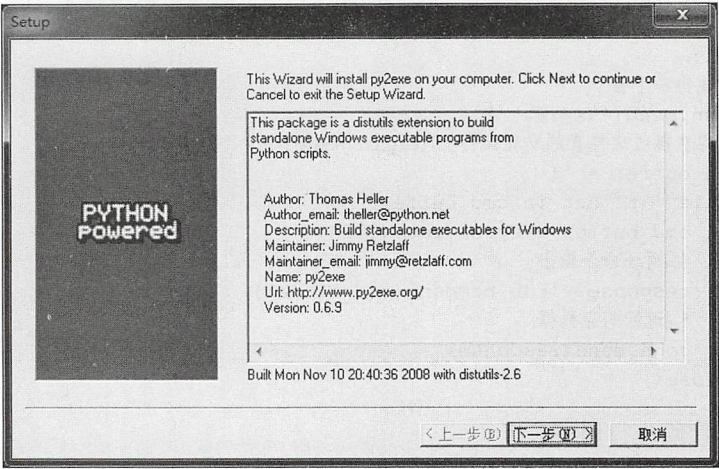 Setup
This Wizard will install py2exe on your computer. Click Next to continue or
Cancel to exit the Setup Wizard.
This package is a distutils extension to build
standalone Windows executable programs from
Python scripts.
Author: Thomas Heller
Author_email: theller@python.net
Description: Build standalone executables for Windows
Maintainer: Jimmy Retzlaff
Maintainer_email: jimmy@retzlaff.com
Name: py2exe
Url: http://www.py2exe.org/
Version: 0.6.9
PYTHON
powered
Built Mon Nov 10 20:40:36 2008 with distutils-2.6
< 上一步(B) 下一步(N) > 取消